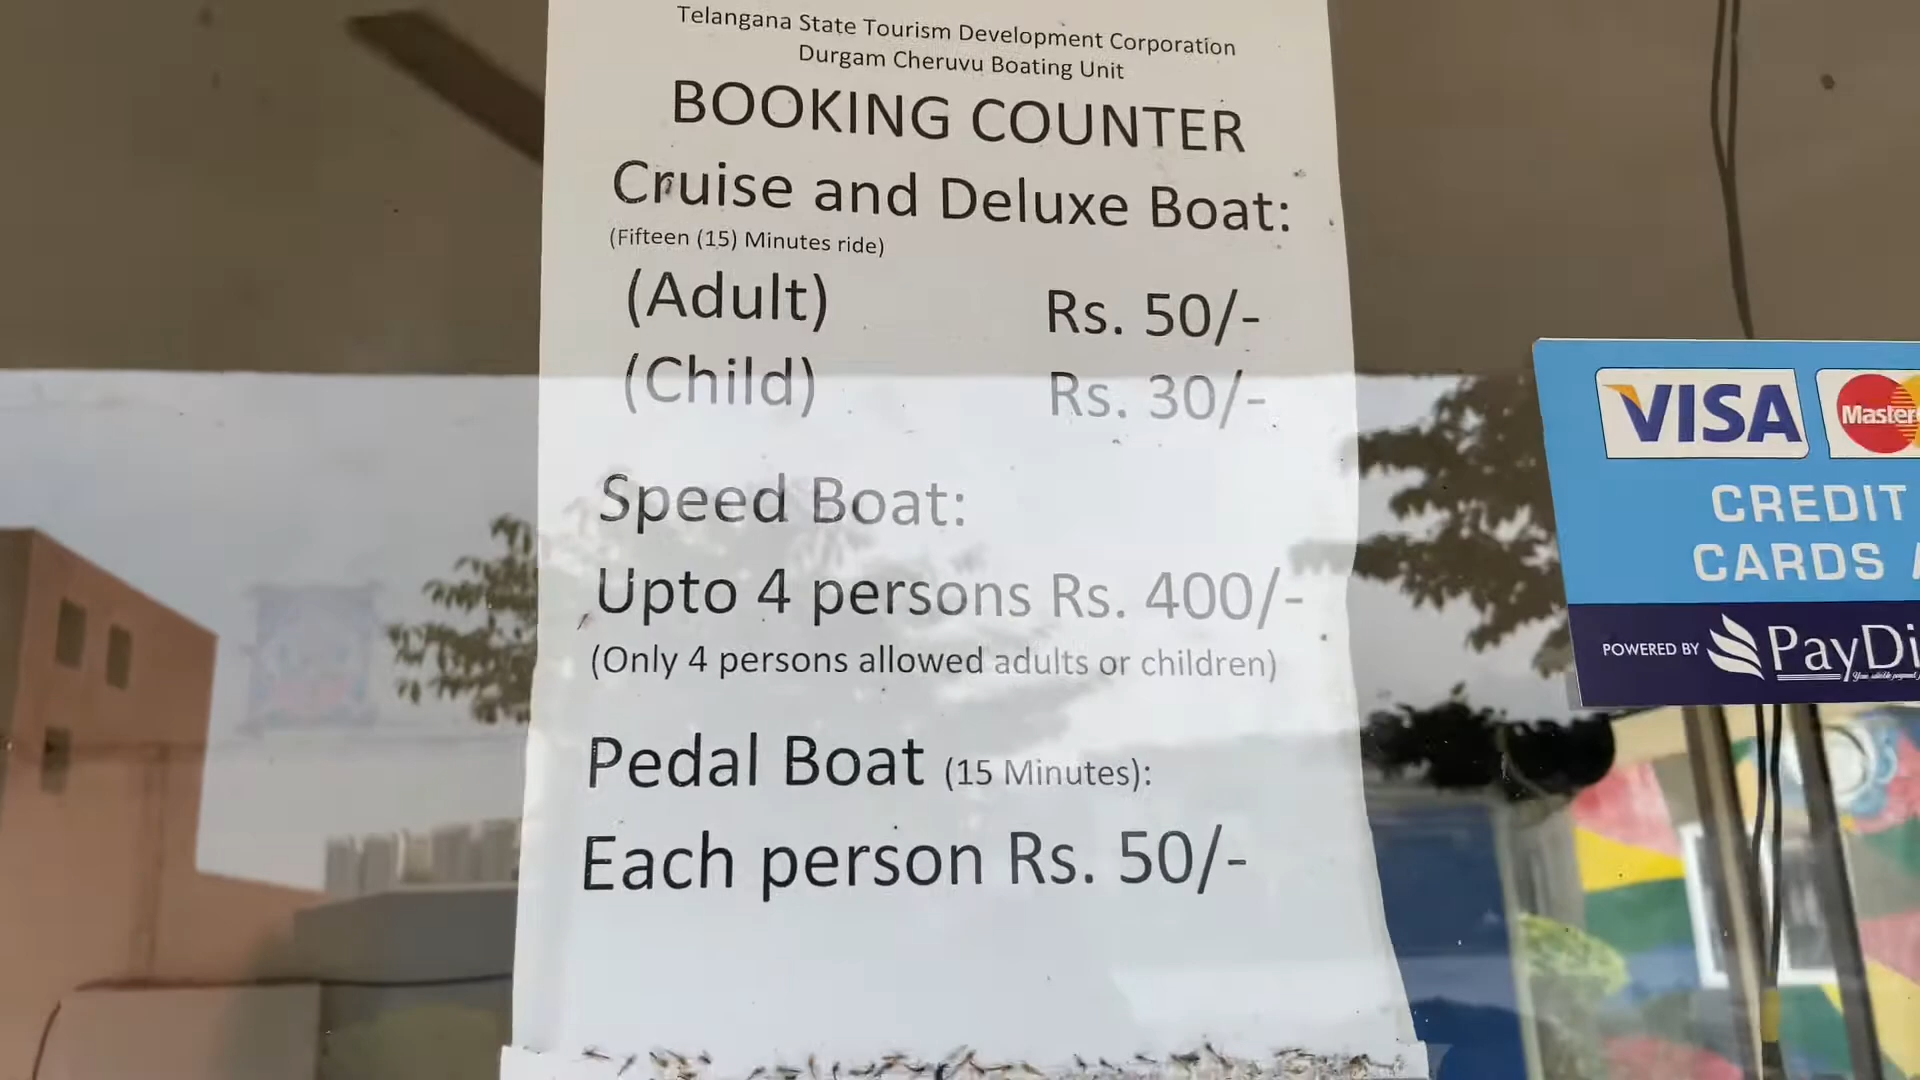 Telangana State Tourism Development Corporation
Durgam Cheruvu Boating Unit
BOOKING COUNTER
Cruise and Deluxe Boat:
(Fifteen (15) Minutes ride)
(Adult) Rs. 50/-
(Child) Rs. 30/-
Speed Boat:
Upto 4 persons Rs. 400/-
(Only 4 persons allowed adults or children)
Pedal Boat (15 Minutes):
Each person Rs. 50/-
VISA Master
CREDIT
CARDS A
POWERED BY PayDi